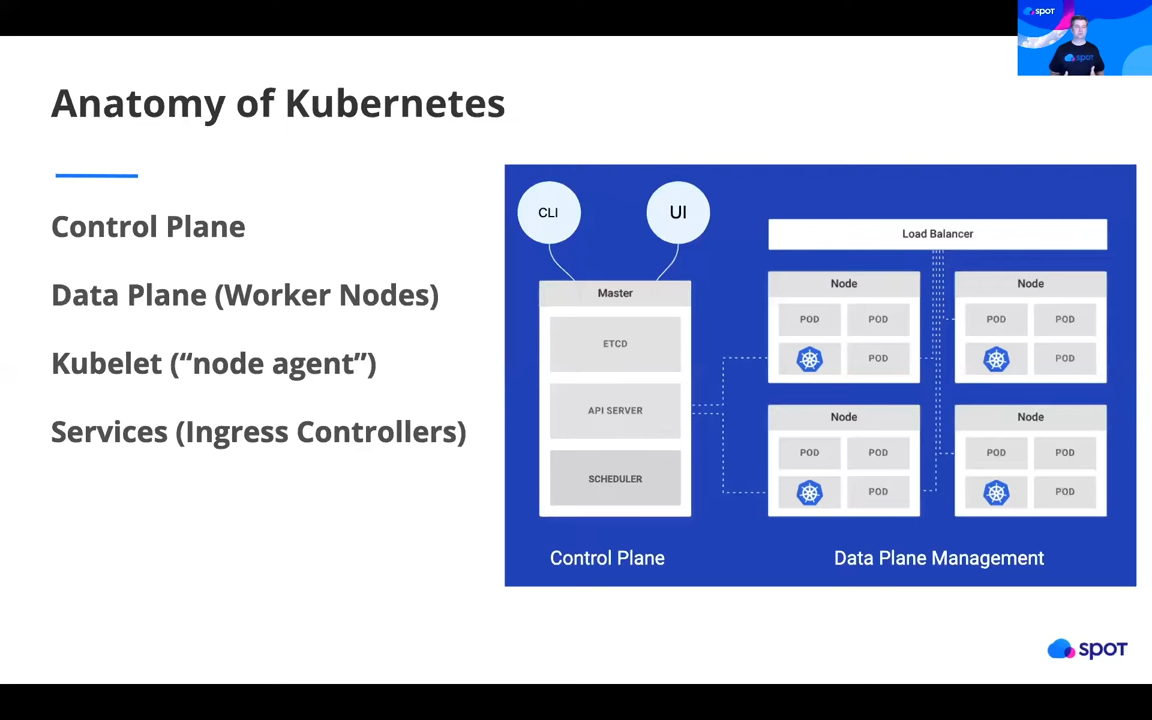 spot
spot
Anatomy of Kubernetes
Control Plane
Data Plane (Worker Nodes)
Kubelet (“node agent”)
Services (Ingress Controllers)
CLI
UI
Master
ETCD
API SERVER
SCHEDULER
Control Plane
Load Balancer
Node
POD POD
POD
Node
POD POD
POD
Node
POD POD
POD
Node
POD POD
POD
Data Plane Management
spot